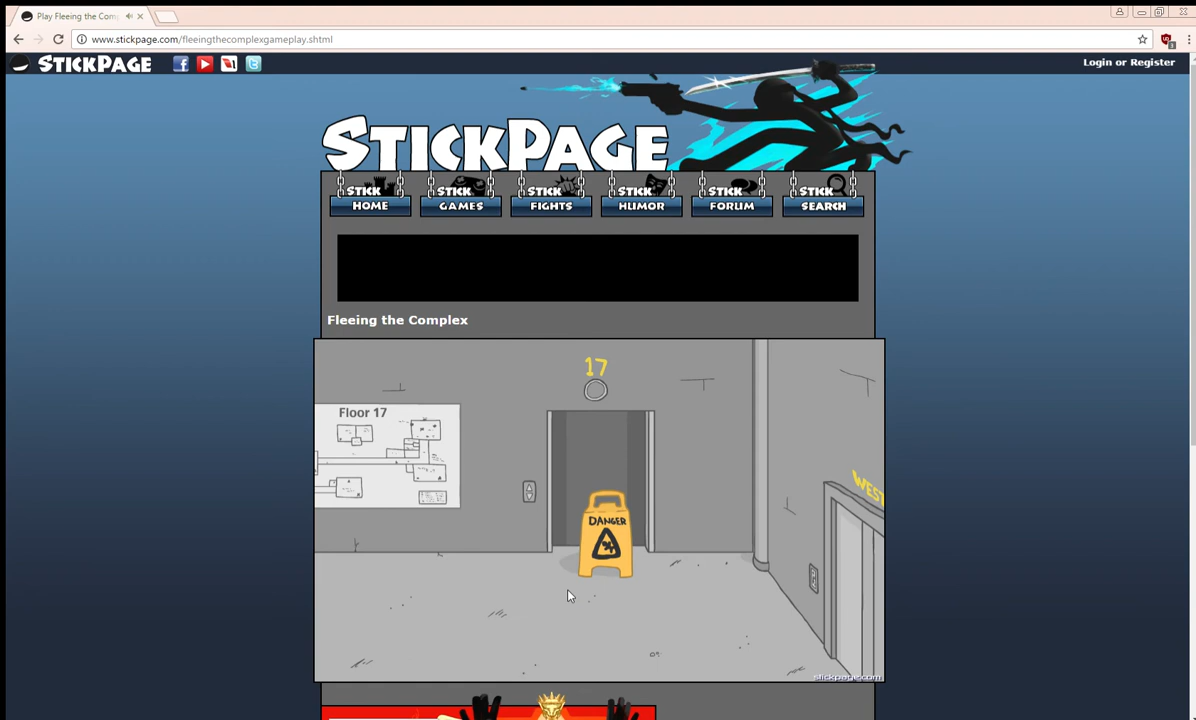 Play Fleeing the Com
www.stickpage.com/fleeingthecomplexgameplay.shtml
STICKPAGE
Login or Register
STICKPAGE
STICK HOME
STICK GAMES
STICK FIGHTS
STICK HUMOR
STICK FORUM
STICK SEARCH
Fleeing the Complex
17
Floor 17
WEST
DANGER
stickpage.com